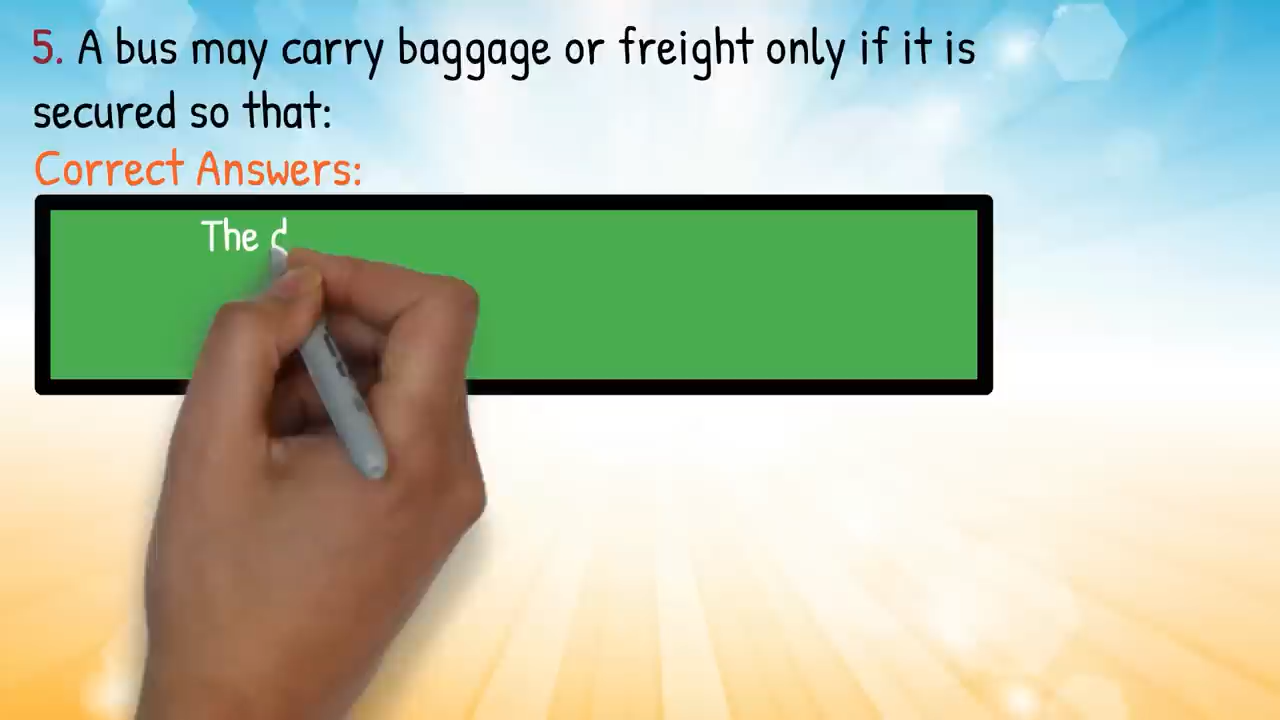 5. A bus may carry baggage or freight only if it is
secured so that:
Correct Answers:
The d